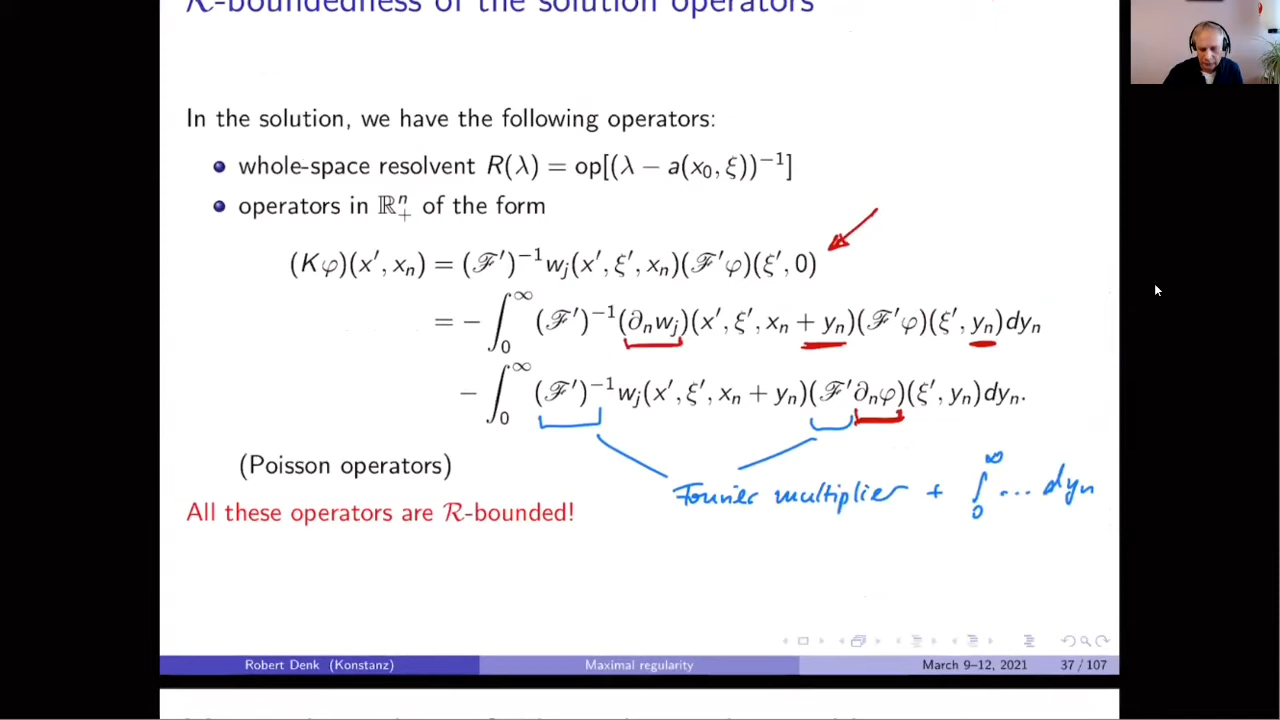 R-boundedness of the solution operators
In the solution, we have the following operators:
whole-space resolvent R(λ) = op[(λ − a(x₀, ξ))⁻¹]
operators in ℝⁿ₊ of the form
(Kφ)(x′, xₙ) = (ℱ′)⁻¹wⱼ(x′, ξ′, xₙ)(ℱ′φ)(ξ′, 0)
= − ∫₀^∞ (ℱ′)⁻¹(∂ₙwⱼ)(x′, ξ′, xₙ + yₙ)(ℱ′φ)(ξ′, yₙ)dyₙ
− ∫₀^∞ (ℱ′)⁻¹wⱼ(x′, ξ′, xₙ + yₙ)(ℱ′∂ₙφ)(ξ′, yₙ)dyₙ.
(Poisson operators)
Fourier multiplier + ∫₀^∞ ... dyₙ
All these operators are R-bounded!
Robert Denk (Konstanz) Maximal regularity March 9–12, 2021 37 / 107